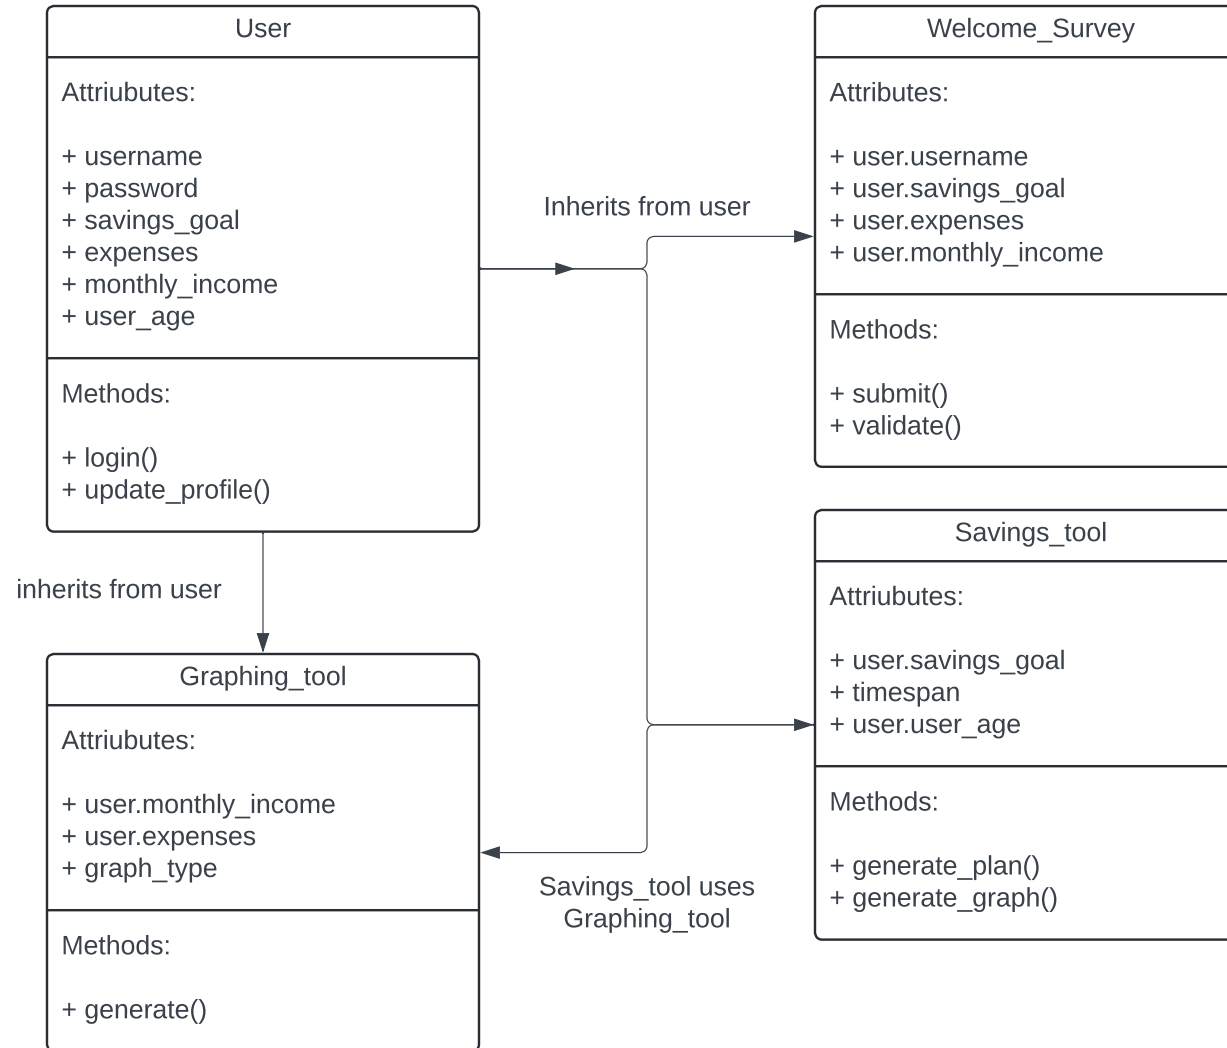 User
Attriubutes:
+ username
+ password
+ savings_goal
+ expenses
+ monthly_income
+ user_age
Methods:
+ login()
+ update_profile()
Inherits from user
Welcome_Survey
Attributes:
+ user.username
+ user.savings_goal
+ user.expenses
+ user.monthly_income
Methods:
+ submit()
+ validate()
inherits from user
Graphing_tool
Attriubutes:
+ user.monthly_income
+ user.expenses
+ graph_type
Methods:
+ generate()
Savings_tool uses
Graphing_tool
Savings_tool
Attriubutes:
+ user.savings_goal
+ timespan
+ user.user_age
Methods:
+ generate_plan()
+ generate_graph()